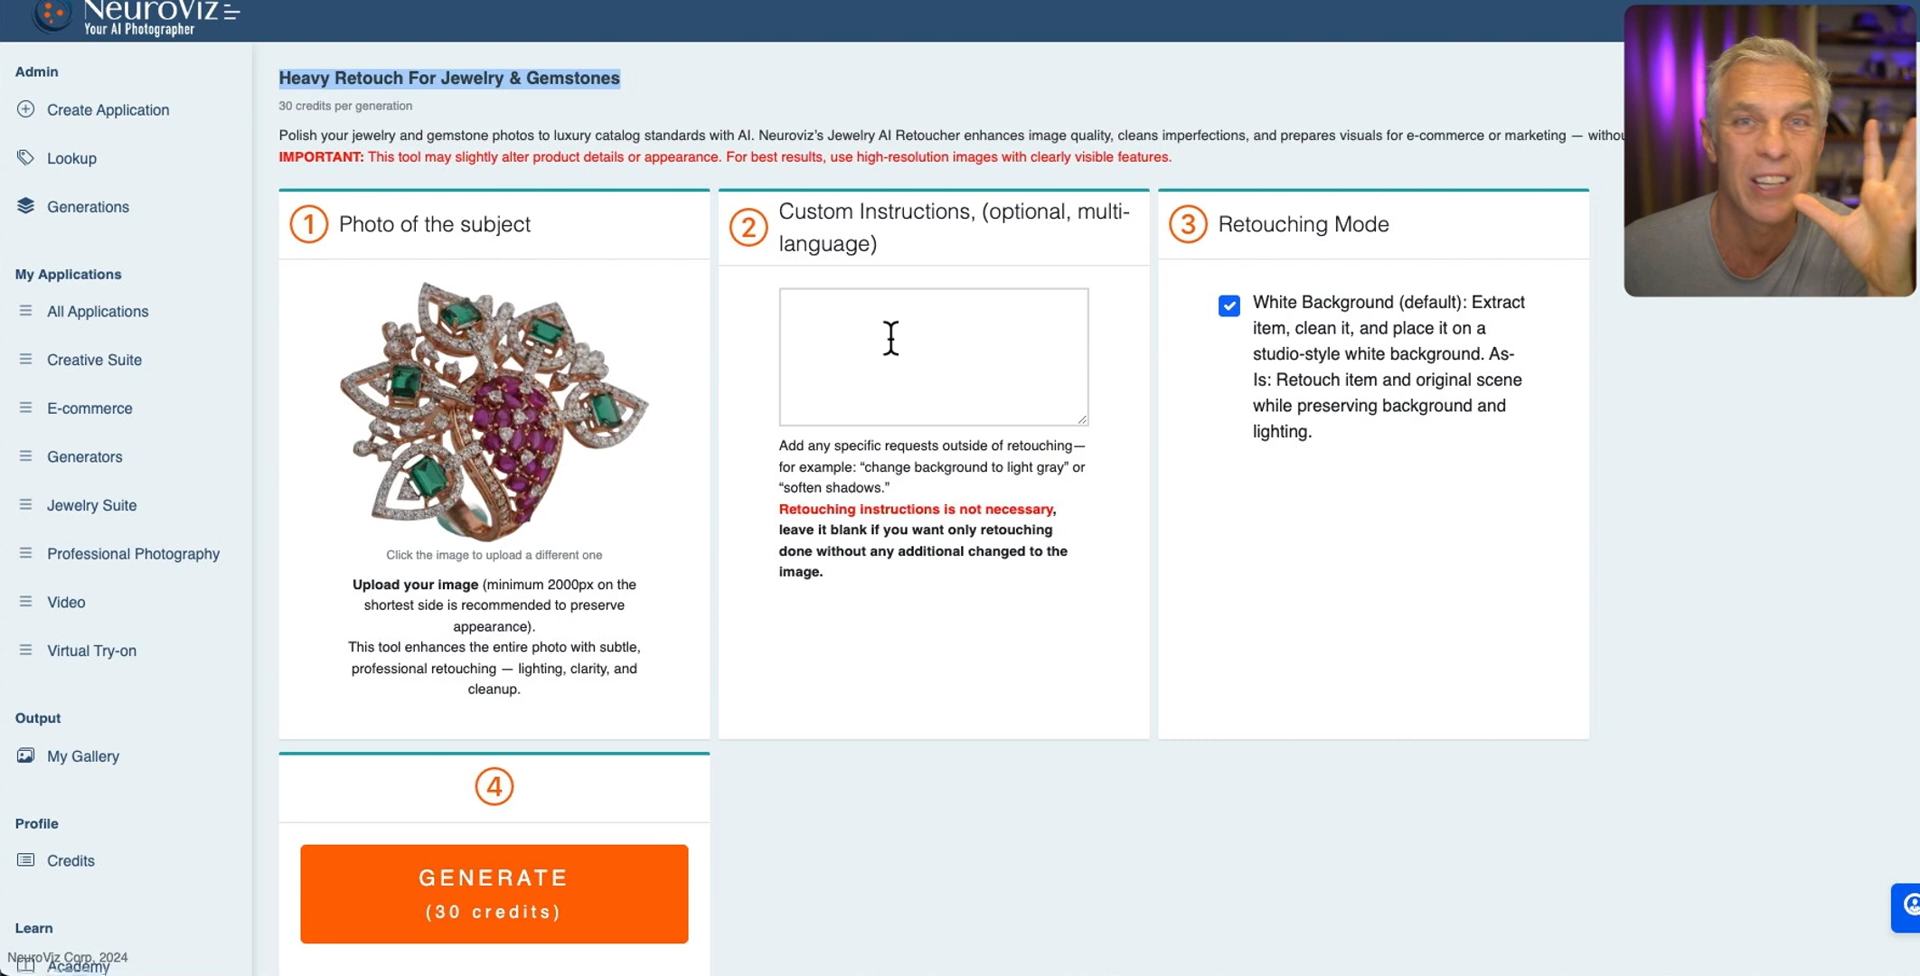 NeuroViz
Your AI Photographer
Admin
Create Application
Lookup
Generations
My Applications
All Applications
Creative Suite
E-commerce
Generators
Jewelry Suite
Professional Photography
Video
Virtual Try-on
Output
My Gallery
Profile
Credits
Learn
NeuroViz Corp, 2024
Academy
Heavy Retouch For Jewelry & Gemstones
30 credits per generation
Polish your jewelry and gemstone photos to luxury catalog standards with AI. Neuroviz's Jewelry AI Retoucher enhances image quality, cleans imperfections, and prepares visuals for e-commerce or marketing —
IMPORTANT: This tool may slightly alter product details or appearance. For best results, use high-resolution images with clearly visible features.
1 Photo of the subject
Click the image to upload a different one
Upload your image (minimum 2000px on the
shortest side is recommended to preserve
appearance).
This tool enhances the entire photo with subtle,
professional retouching — lighting, clarity, and
cleanup.
2 Custom Instructions, (optional, multi-
language)
Add any specific requests outside of retouching—
for example: “change background to light gray” or
“soften shadows.”
Retouching instructions is not necessary,
leave it blank if you want only retouching
done without any additional changed to the
image.
3 Retouching Mode
White Background (default): Extract
item, clean it, and place it on a
studio-style white background. As-
Is: Retouch item and original scene
while preserving background and
lighting.
4
GENERATE
(30 credits)